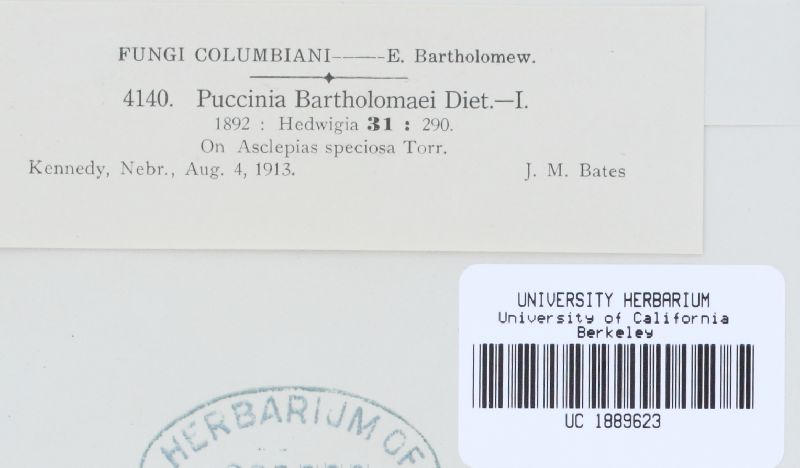 FUNGI COLUMBIANI——E. Bartholomew.
4140. Puccinia Bartholomaei Diet.—I.
1892 : Hedwigia 31 : 290.
On Asclepias speciosa Torr.
Kennedy, Nebr., Aug. 4, 1913. J. M. Bates
UNIVERSITY HERBARIUM
University of California
Berkeley
UC 1889623
HERBARIUM OF